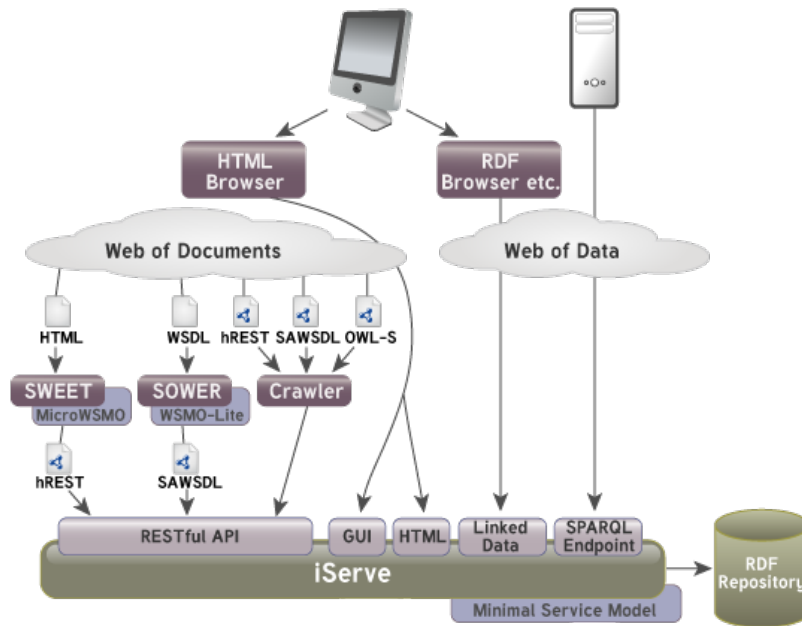 HTML
Browser
RDF
Browser etc.
Web of Documents
Web of Data
HTML
WSDL
hREST
SAWSDL
OWL-S
SWEET
MicroWSMO
SOWER
WSMO-Lite
Crawler
hREST
SAWSDL
RESTful API
GUI
HTML
Linked
Data
SPARQL
Endpoint
iServe
Minimal Service Model
RDF
Repository